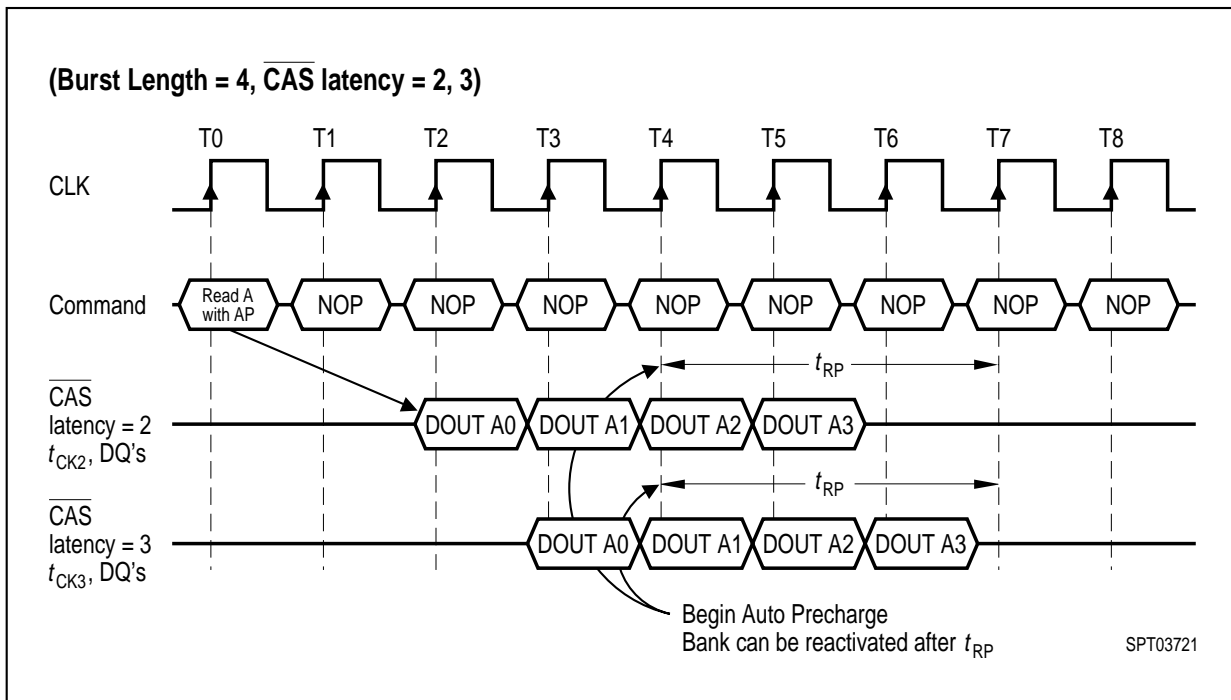 (Burst Length = 4, CAS latency = 2, 3)
T0 T1 T2 T3 T4 T5 T6 T7 T8
CLK
Command
Read A
with AP
NOP NOP NOP NOP NOP NOP NOP NOP
tRP
CAS
latency = 2
tCK2, DQ's
DOUT A0 DOUT A1 DOUT A2 DOUT A3
tRP
CAS
latency = 3
tCK3, DQ's
DOUT A0 DOUT A1 DOUT A2 DOUT A3
Begin Auto Precharge
Bank can be reactivated after tRP
SPT03721